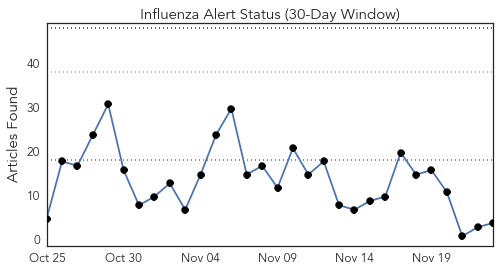 Influenza Alert Status (30-Day Window)
Articles Found
40
30
20
10
0
Oct 25 Oct 30 Nov 04 Nov 09 Nov 14 Nov 19